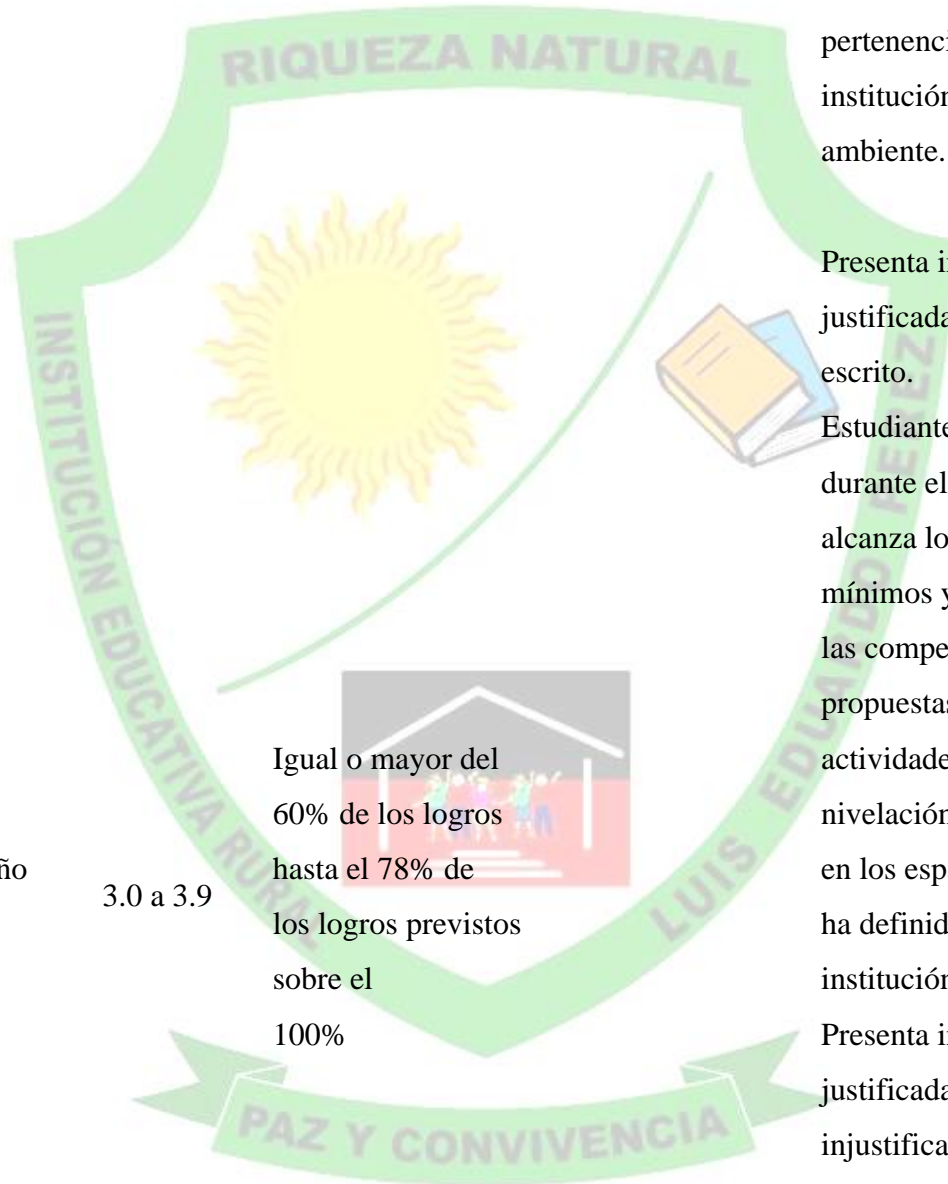 RIQUEZA NATURAL
INSTITUCIÓN EDUCATIVA RURAL
LUIS EDUARDO PEREZ
PAZ Y CONVIVENCIA
ño
3.0 a 3.9
Igual o mayor del
60% de los logros
hasta el 78% de
los logros previstos
sobre el
100%
pertenenci
institución
ambiente.
Presenta i
justificada
escrito.
Estudiante
durante el
alcanza lo
mínimos y
las compe
propuestas
actividade
nivelación
en los esp
ha definid
institución
Presenta i
justificada
injustifica